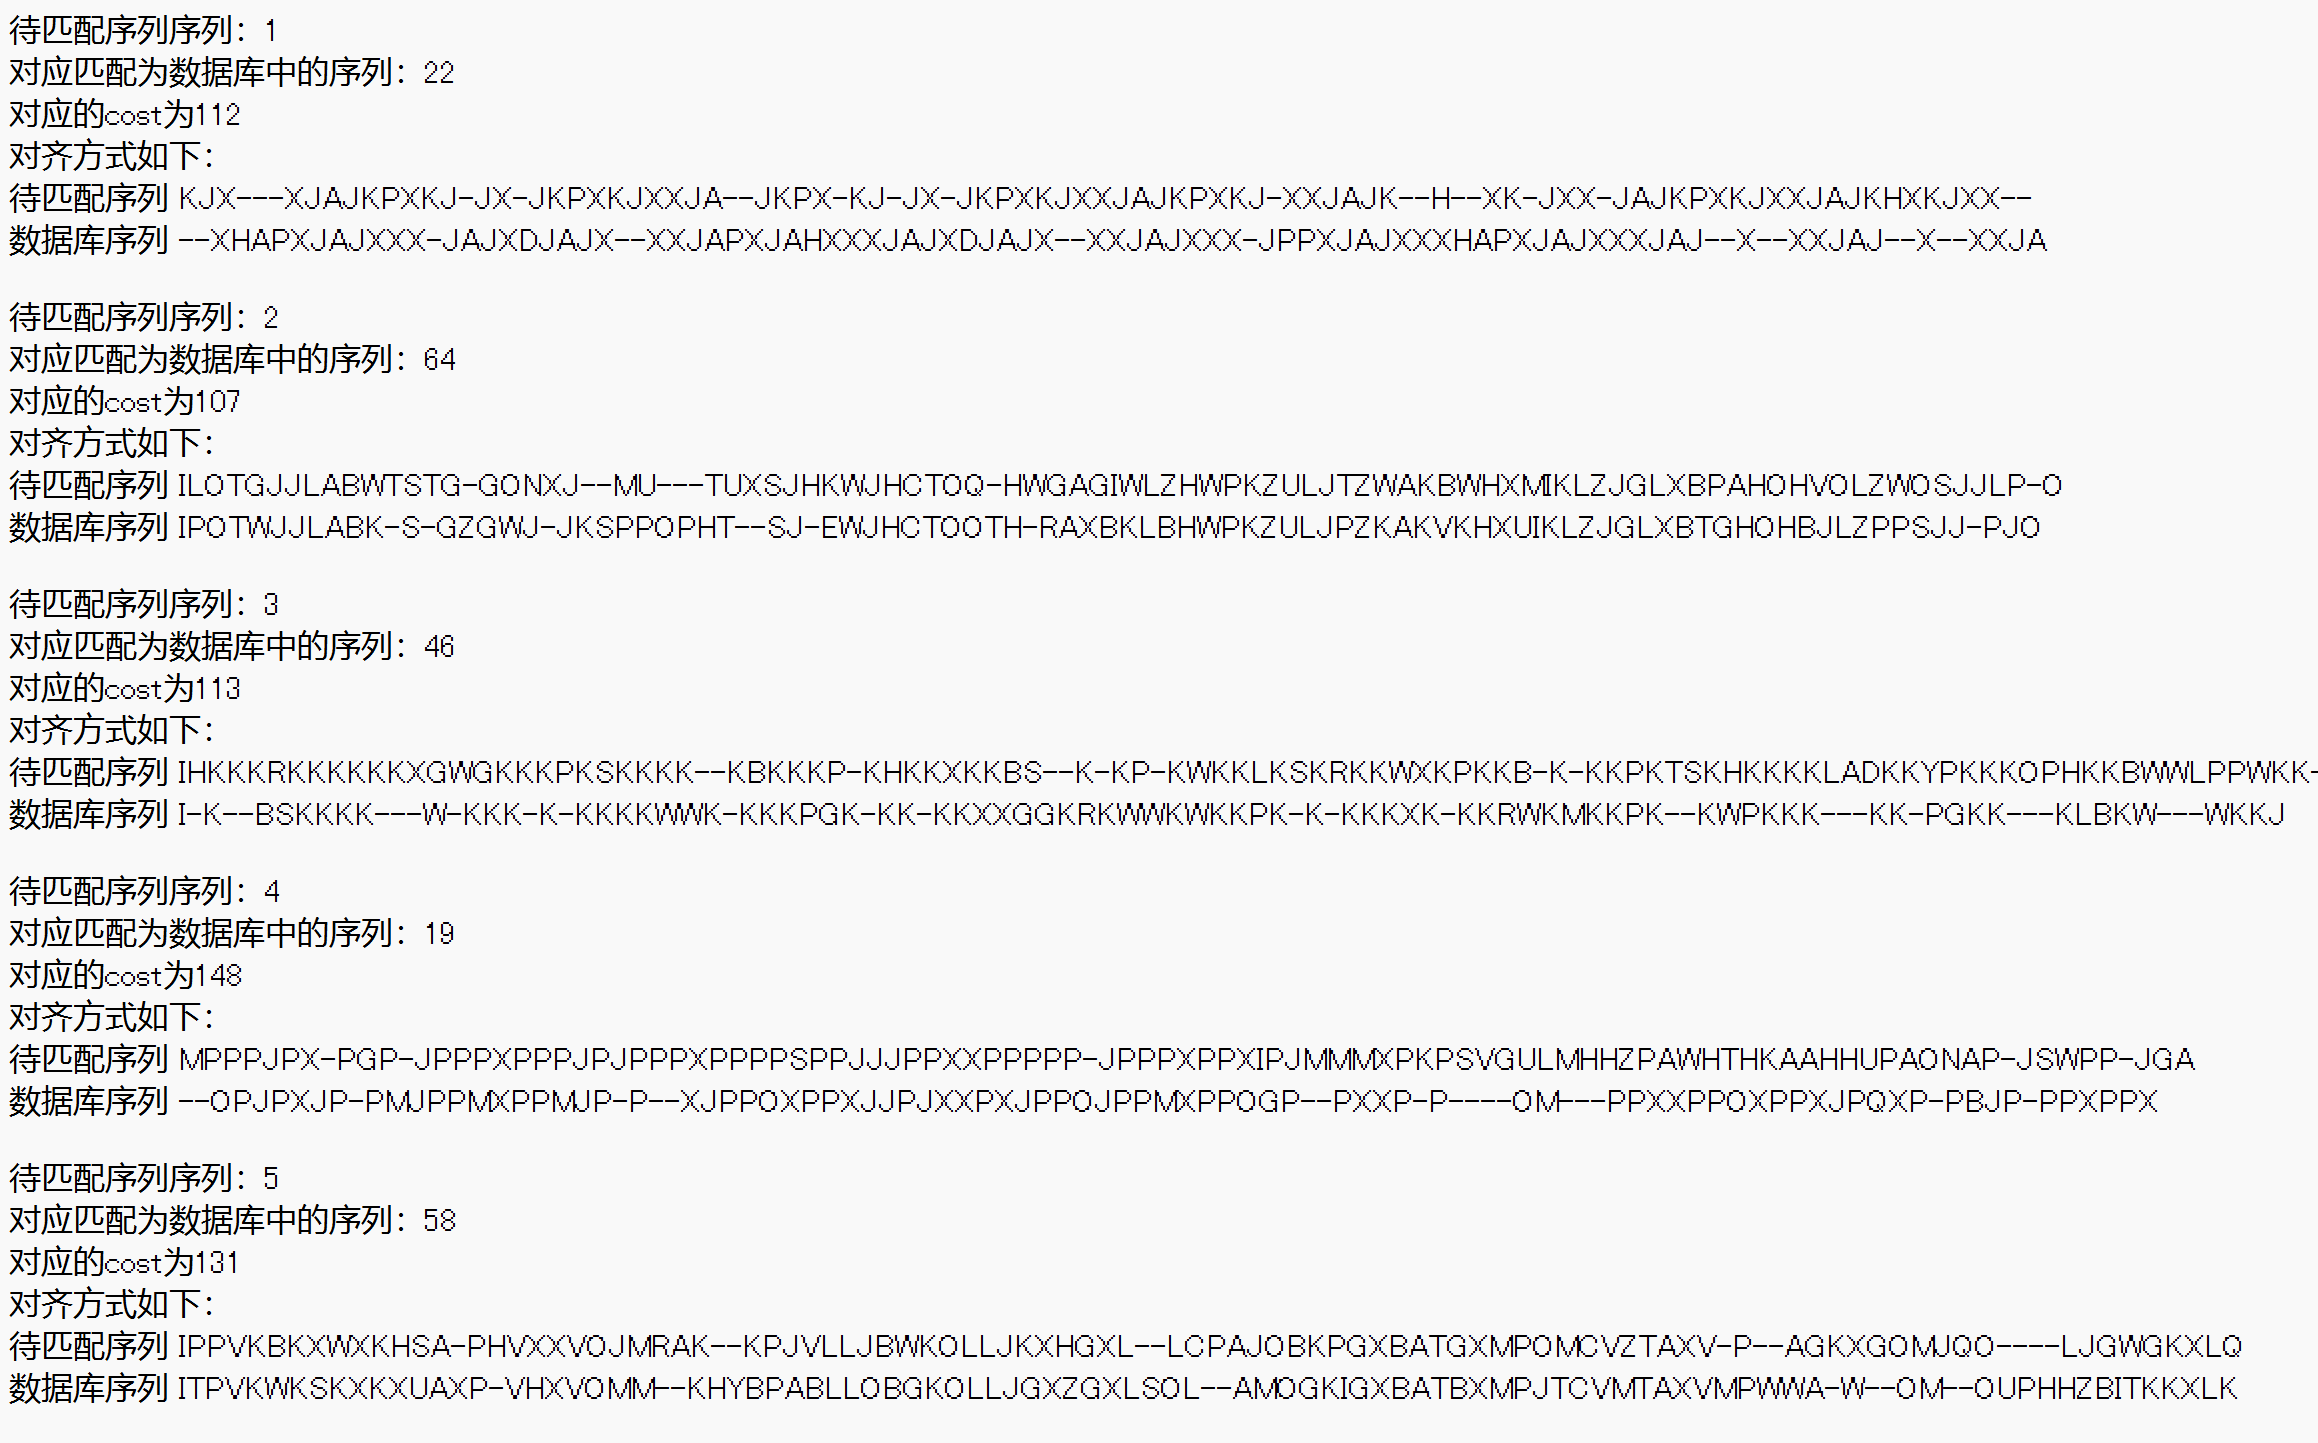 待匹配序列序列：1
对应匹配为数据库中的序列：22
对应的cost为112
对齐方式如下：
待匹配序列 KJX---XJAJKPXKJ-JX-JKPXKJXXJA--JKPX-KJ-JX-JKPXKJXXJAJKPXKJ-XXJAJK--H--XK-JXX-JAJKPXKJXXJAJKHXKJXX--
数据库序列 --XHAPXJAJXXX-JAJXDJAJX--XXJAPXJAHXXXJAJXDJAJX--XXJAJXXX-JPPXJAJXXXHAPXJAJXXXJAJ--X--XXJAJ--X--XXJA
待匹配序列序列：2
对应匹配为数据库中的序列：64
对应的cost为107
对齐方式如下：
待匹配序列 ILOTGJJLABWTSTG-GONXJ--MU---TUXSJHKWJHCTOQ-HWGAGIWLZHWPKZULJTZWAKBWHXMIKLZJGLXBPAHOHVOLZWOSJJLP-O
数据库序列 IPOTWJJLABK-S-GZGWJ-JKSPPOPHT--SJ-EWJHCTOOTH-RAXBKLBHWPKZULJPZKAKVKHXUIKLZJGLXBTGHOHBJLZPPSJJ-PJO
待匹配序列序列：3
对应匹配为数据库中的序列：46
对应的cost为113
对齐方式如下：
待匹配序列 IHKKKRKKKKKKXGWGKKKPKSKKKK--KBKKKP-KHKKXKKBS--K-KP-KWKKLKSKRKKWXKPKKB-K-KKPKTSKHKKKKLADKKYPKKKOPHKKBWWLPPWKK-
数据库序列 I-K--BSKKKK---W-KKK-K-KKKKWWK-KKKPGK-KK-KKXXGGKRKWWKWKKPK-K-KKKXK-KKRWKMKKPK--KWPKKK---KK-PGKK---KLBKW---WKKJ
待匹配序列序列：4
对应匹配为数据库中的序列：19
对应的cost为148
对齐方式如下：
待匹配序列 MPPPJPX-PGP-JPPPXPPPJPJPPPXPPPPSPPJJJPPXXPPPPP-JPPPXPPXIPJMMMXPKPSVGULMHHZPAWHTHKAAHHUPAONAP-JSWPP-JGA
数据库序列 --OPJPXJP-PMJPPMXPPMJP-P--XJPPOXPPXJJPJXXPXJPPOJPPMXPPOGP--PXXP-P----OM---PPXXPPOXPPXJPQXP-PBJP-PPXPPX
待匹配序列序列：5
对应匹配为数据库中的序列：58
对应的cost为131
对齐方式如下：
待匹配序列 IPPVKBKXWXKHSA-PHVXXVOJMRAK--KPJVLLJBWKOLLJKXHGXL--LCPAJOBKPGXBATGXMPOMCVZTAXV-P--AGKXGOMJQO----LJGWGKXLQ
数据库序列 ITPVKWKSKXKXUAXP-VHXVOMM--KHYBPABLLOBGKOLLJGXZGXLSOL--AMOGKIGXBATBXMPJTCVMTAXVMPWWA-W--OM--OUPHHZBITKKXLK